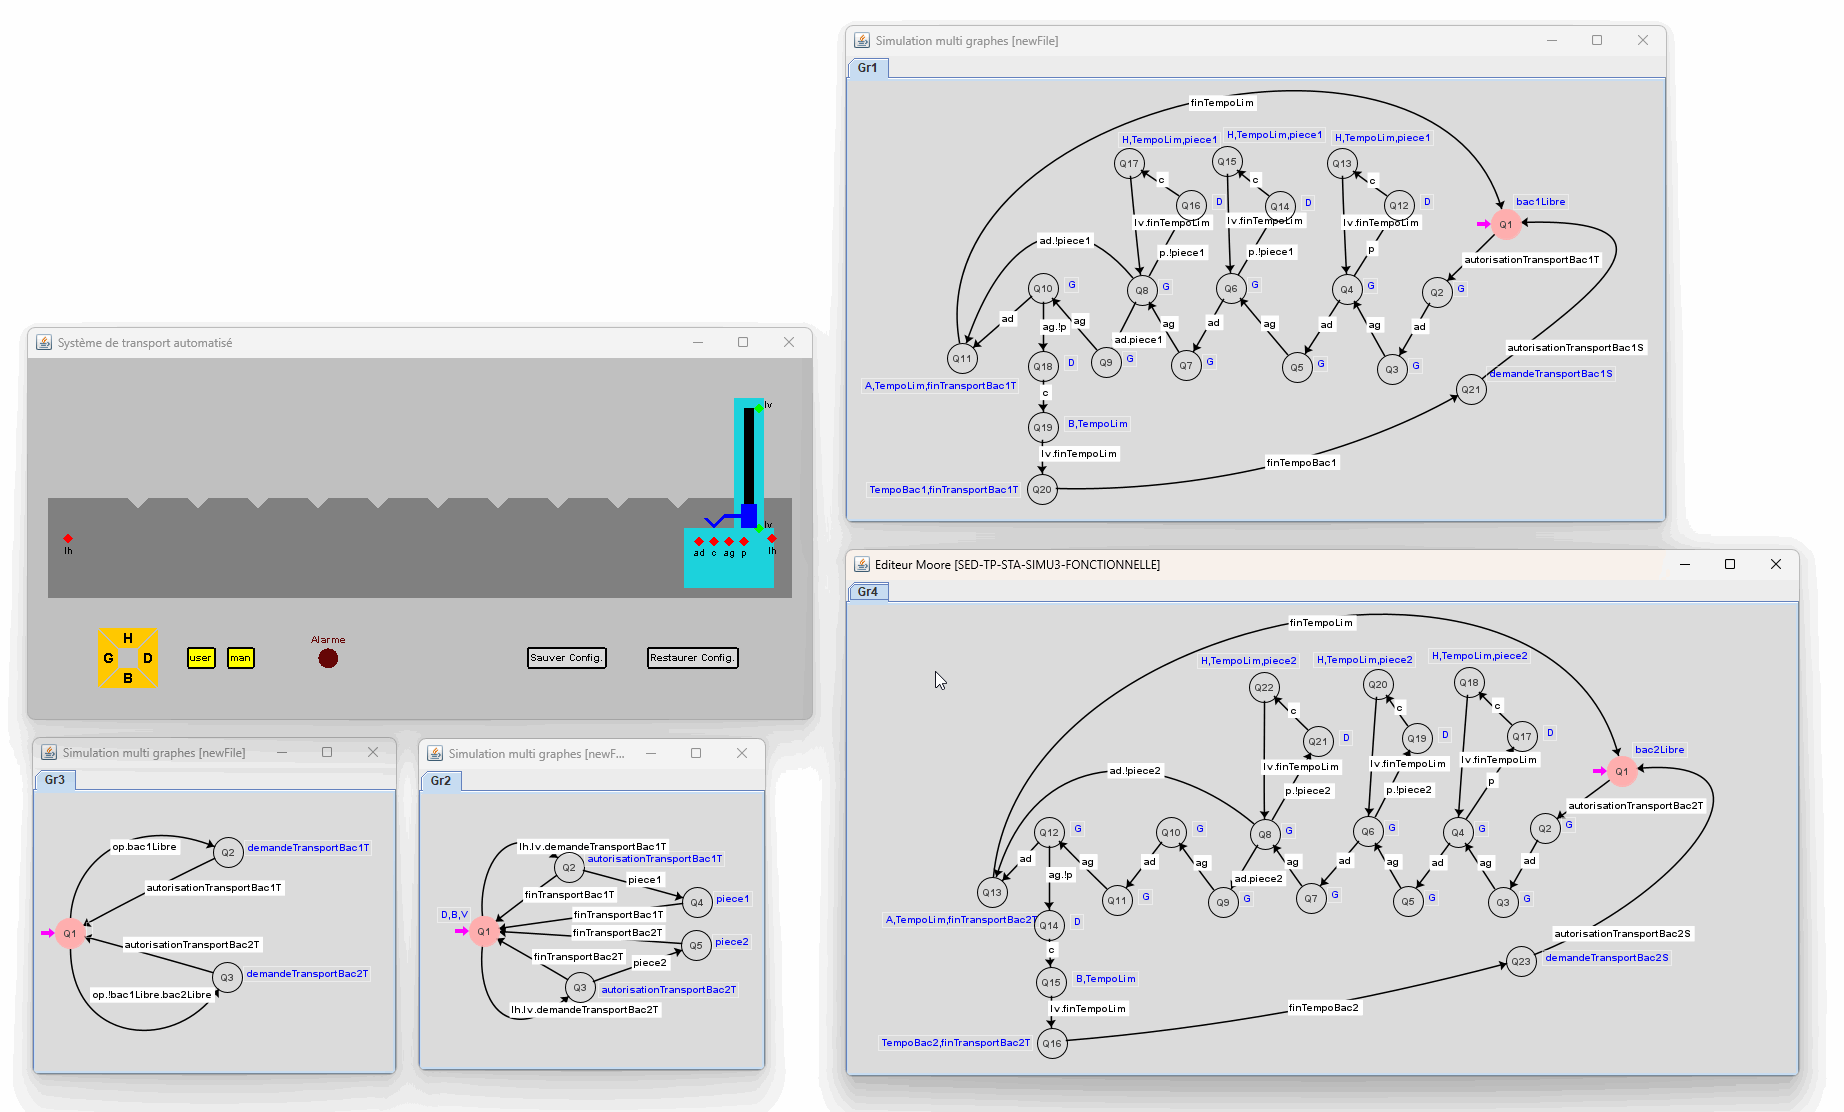 Simulation multi graphes [newFile]
Gr1
finTempoLim
H,TempoLim,piece1
H,TempoLim,piece1
H,TempoLim,piece1
Q17
Q15
Q13
c
c
c
Q16
D
Q14
D
Q12
D
bac1Libre
lv.finTempoLim
lv.finTempoLim
lv.finTempoLim
Q1
ad.!piece1
p.!piece1
p.!piece1
p
autorisationTransportBac1T
Q10
G
Q8
G
Q6
G
Q4
G
Q2
G
ad
ag.!p
ag
ag
ad
ag
ad
ag
ad
ad.piece1
autorisationTransportBac1S
Q11
Q18
D
Q9
G
Q7
G
Q5
G
Q3
G
demandeTransportBac1S
A,TempoLim,finTransportBac1T
c
Q21
Q19
B,TempoLim
lv.finTempoLim
finTempoBac1
TempoBac1,finTransportBac1T
Q20
Système de transport automatisé
lv
lv
lh
ad c ag p
lh
H
G D
B
user
man
Alarme
Sauver Config.
Restaurer Config.
Simulation multi graphes [newFile]
Gr3
op.bac1Libre
Q2
demandeTransportBac1T
autorisationTransportBac1T
Q1
autorisationTransportBac2T
Q3
demandeTransportBac2T
op.!bac1Libre.bac2Libre
Simulation multi graphes [newF...
Gr2
lh.lv.demandeTransportBac1T
Q2
autorisationTransportBac1T
piece1
finTransportBac1T
Q4
piece1
D,B,V
finTransportBac1T
Q1
finTransportBac2T
Q5
piece2
finTransportBac2T
piece2
Q3
autorisationTransportBac2T
lh.lv.demandeTransportBac2T
Editeur Moore [SED-TP-STA-SIMU3-FONCTIONNELLE]
Gr4
finTempoLim
H,TempoLim,piece2
H,TempoLim,piece2
H,TempoLim,piece2
Q22
Q20
Q18
c
c
c
Q21
D
Q19
D
Q17
D
bac2Libre
lv.finTempoLim
lv.finTempoLim
lv.finTempoLim
ad.!piece2
Q1
p.!piece2
p.!piece2
p
autorisationTransportBac2T
Q12
G
Q10
G
Q8
G
Q6
G
Q4
G
Q2
G
ad
ag
ad
ag
ag
ad
ag
ad
ag
ad
ag.!p
ad.piece2
Q13
Q11
G
Q9
G
Q7
G
Q5
G
Q3
G
A,TempoLim,finTransportBac2T
Q14
D
autorisationTransportBac2S
c
Q23
demandeTransportBac2S
Q15
B,TempoLim
lv.finTempoLim
finTempoBac2
TempoBac2,finTransportBac2T
Q16